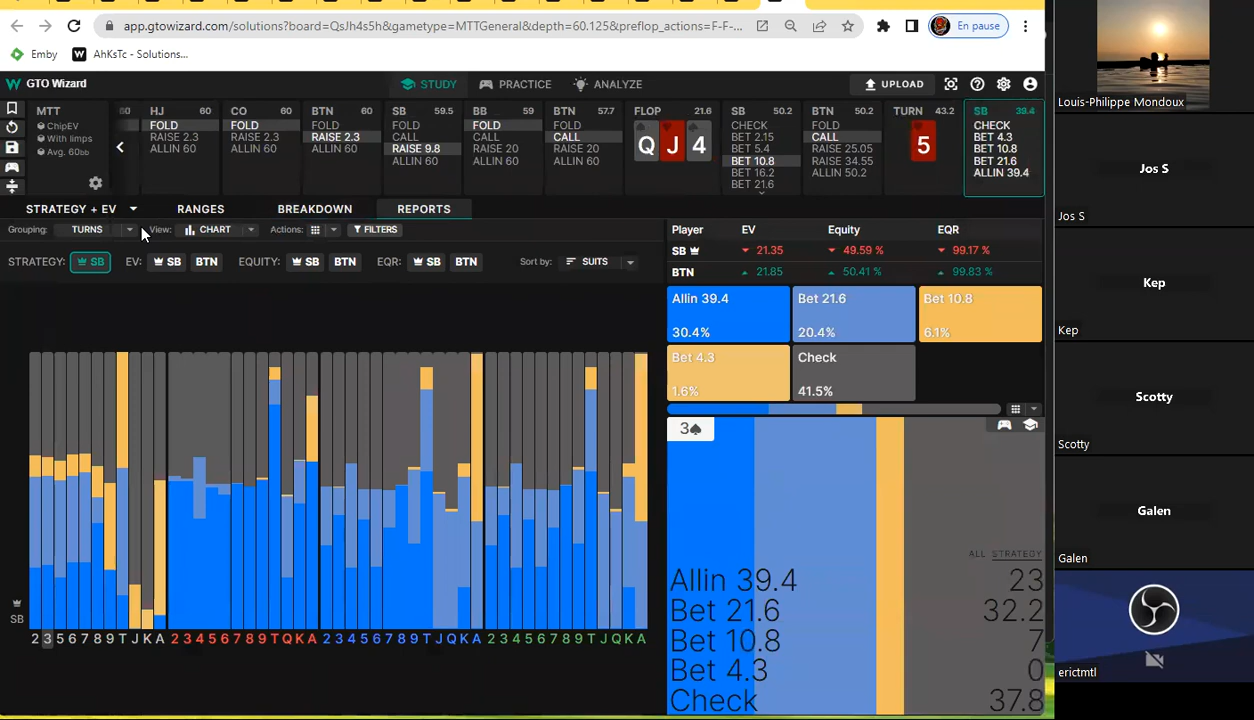 app.gtowizard.com/solutions?board=QsJh4s5h&gametype=MTTGeneral&depth=60.125&preflop_actions=F-F-...
En pause
Emby
AhKsTc - Solutions...
GTO Wizard
STUDY
PRACTICE
ANALYZE
UPLOAD
MTT
ChipEV
With limps
Avg. 60bb
60
HJ 60
FOLD
RAISE 2.3
ALLIN 60
CO 60
FOLD
RAISE 2.3
ALLIN 60
BTN 60
FOLD
RAISE 2.3
ALLIN 60
SB 59.5
FOLD
CALL
RAISE 9.8
ALLIN 60
BB 59
FOLD
RAISE 20
ALLIN 60
BTN 57.7
FOLD
CALL
RAISE 20
ALLIN 60
FLOP 21.6
Q J 4
SB 50.2
CHECK
BET 2.15
BET 5.4
BET 10.8
BET 16.2
BET 21.6
BTN 50.2
FOLD
CALL
RAISE 25.05
RAISE 34.55
ALLIN 50.2
TURN 43.2
5
SB 39.4
CHECK
BET 4.3
BET 10.8
BET 21.6
ALLIN 39.4
STRATEGY + EV
RANGES
BREAKDOWN
REPORTS
Grouping: TURNS
View: CHART
Actions:
FILTERS
STRATEGY: SB
EV: SB BTN
EQUITY: SB BTN
EQR: SB BTN
Sort by: SUITS
Player EV Equity EQR
SB 21.35 49.59 % 99.17 %
BTN 21.85 50.41 % 99.83 %
Allin 39.4
30.4%
Bet 21.6
20.4%
Bet 10.8
6.1%
Bet 4.3
1.6%
Check
41.5%
3♠
ALL STRATEGY
Allin 39.4 23
Bet 21.6 32.2
Bet 10.8 7
Bet 4.3 0
Check 37.8
SB
2 3 5 6 7 8 9 T J K A 2 3 4 5 6 7 8 9 T Q K A 2 3 4 5 6 7 8 9 T J Q K A 2 3 4 5 6 7 8 9 T J Q K A
Louis-Philippe Mondoux
Jos S
Jos S
Kep
Kep
Scotty
Scotty
Galen
Galen
erictmtl